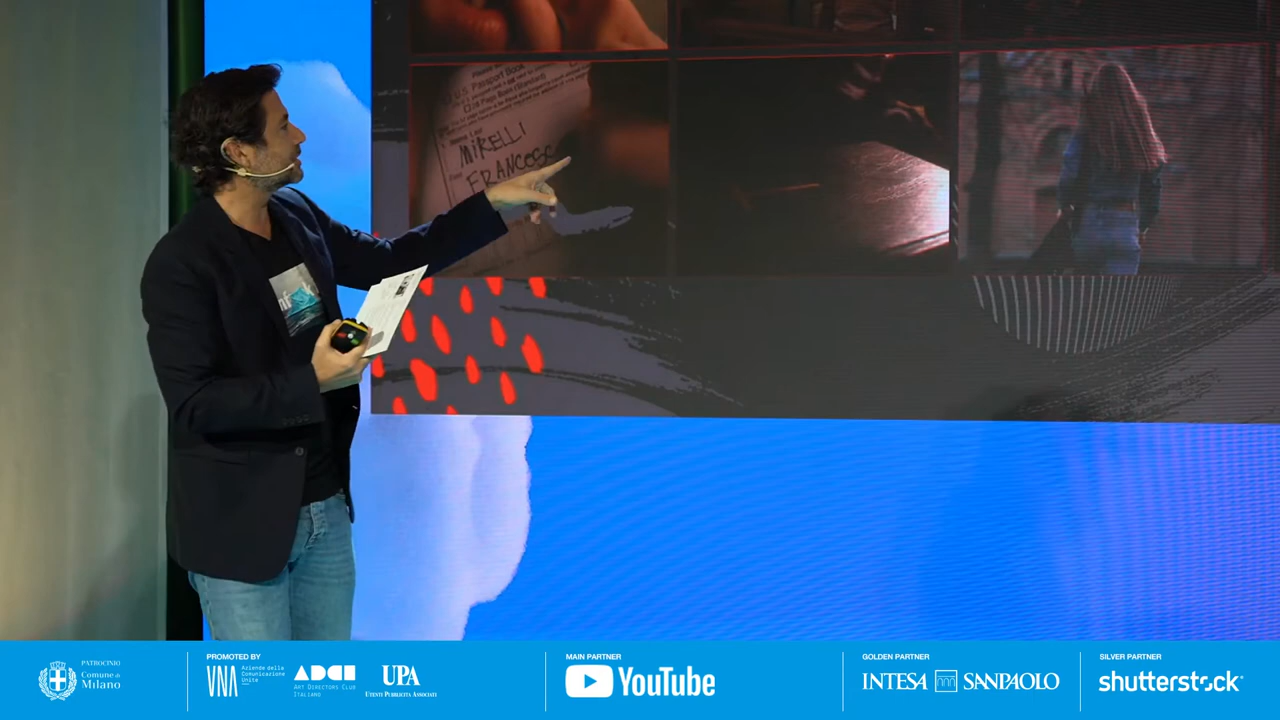 U.S. Passport Book
MIRELLI
FRANCOSC
PATROCINIO
Comune di
Milano
PROMOTED BY
VNA
Aziende della
Comunicazione
Unite
ADCI
ART DIRECTORS CLUB
ITALIANO
UPA
UTENTI PUBBLICITÀ ASSOCIATI
MAIN PARTNER
YouTube
GOLDEN PARTNER
INTESA SANPAOLO
SILVER PARTNER
shutterstock